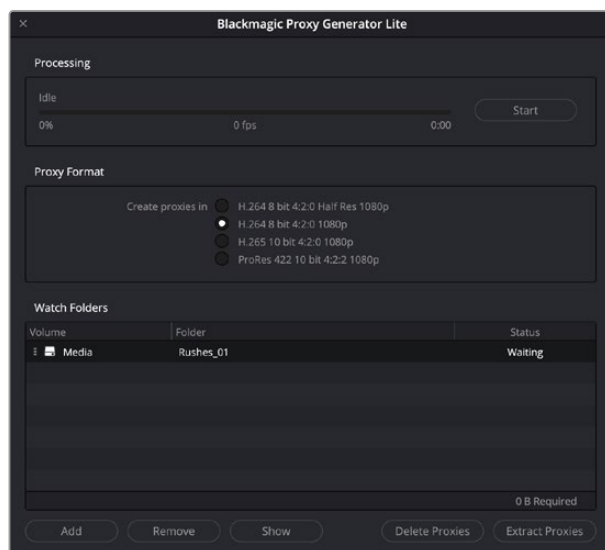 Blackmagic Proxy Generator Lite
Processing
Idle
Start
0% 0 fps 0:00
Proxy Format
Create proxies in H.264 8 bit 4:2:0 Half Res 1080p
H.264 8 bit 4:2:0 1080p
H.265 10 bit 4:2:0 1080p
ProRes 422 10 bit 4:2:2 1080p
Watch Folders
Volume Folder Status
Media Rushes_01 Waiting
0 B Required
Add Remove Show Delete Proxies Extract Proxies